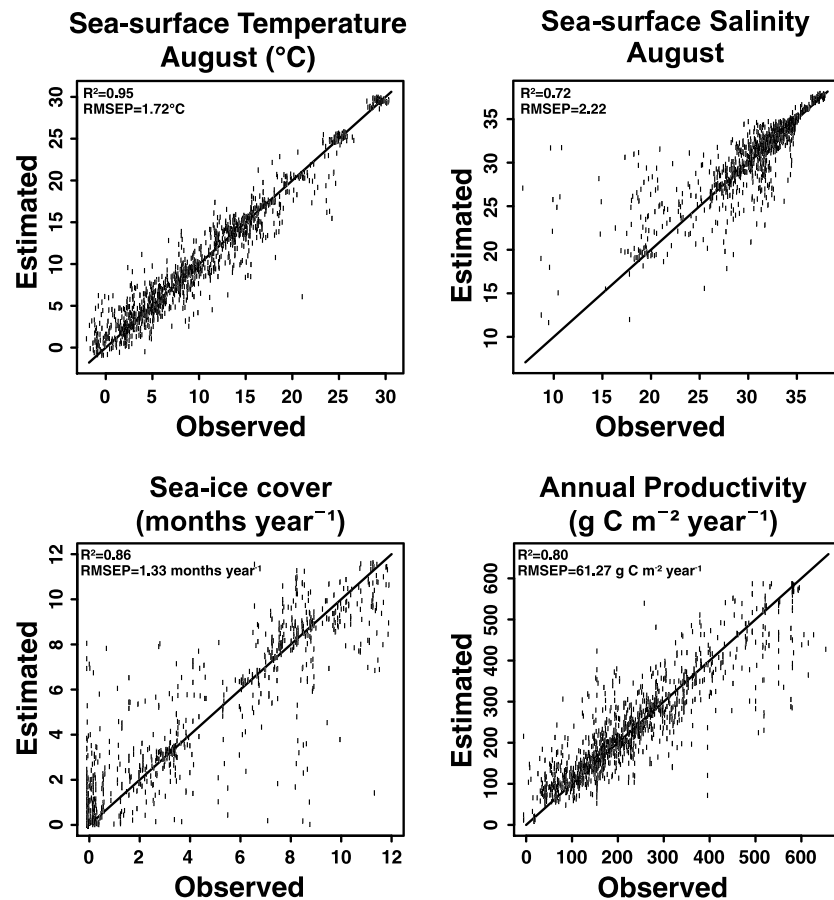 Sea-surface Temperature
August (°C)
R²=0.95
RMSEP=1.72°C
30
25
20
15
10
5
0
Estimated
0 5 10 15 20 25 30
Observed
Sea-surface Salinity
August
R²=0.72
RMSEP=2.22
35
30
25
20
15
10
Estimated
10 15 20 25 30 35
Observed
Sea-ice cover
(months year⁻¹)
R²=0.86
RMSEP=1.33 months year⁻¹
12
10
8
6
4
2
0
Estimated
0 2 4 6 8 10 12
Observed
Annual Productivity
(g C m⁻² year⁻¹)
R²=0.80
RMSEP=61.27 g C m⁻² year⁻¹
600
500
400
300
200
100
0
Estimated
0 100 200 300 400 500 600
Observed